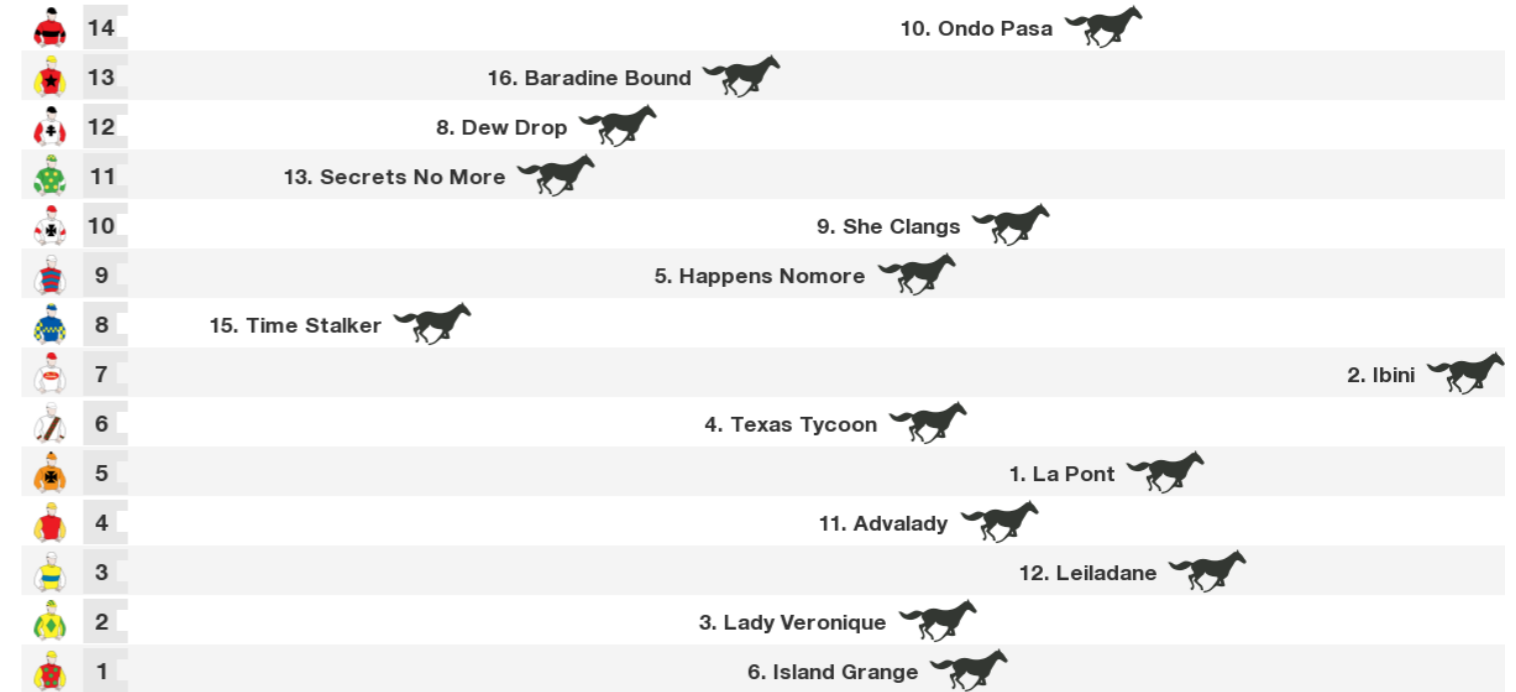 14 10. Ondo Pasa
13 16. Baradine Bound
12 8. Dew Drop
11 13. Secrets No More
10 9. She Clangs
9 5. Happens Nomore
8 15. Time Stalker
7 2. Ibini
6 4. Texas Tycoon
5 1. La Pont
4 11. Advalady
3 12. Leiladane
2 3. Lady Veronique
1 6. Island Grange